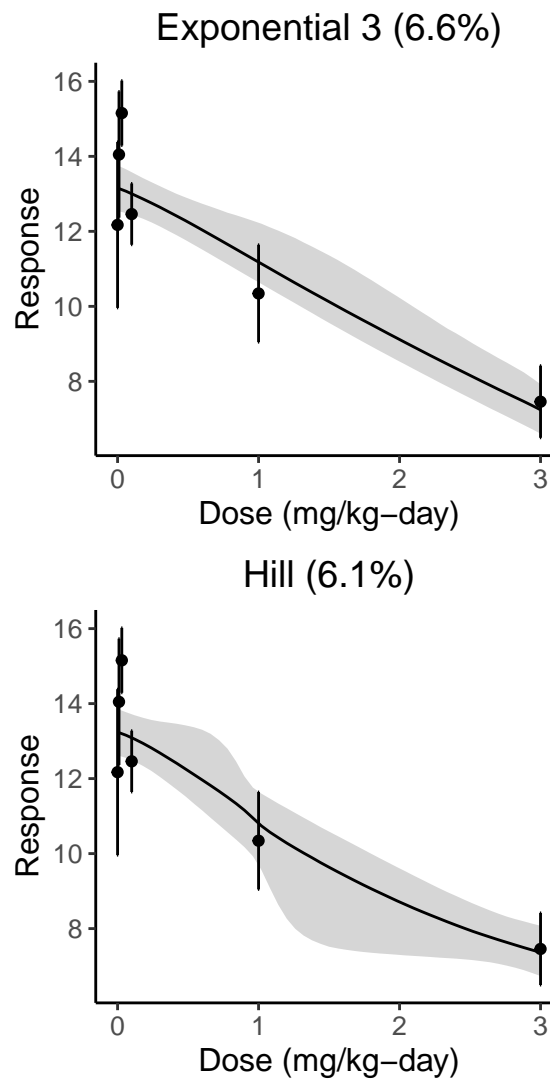 Exponential 3 (6.6%)
16
14
12
10
8
Response
0 1 2 3
Dose (mg/kg−day)
Hill (6.1%)
16
14
12
10
8
Response
0 1 2 3
Dose (mg/kg−day)